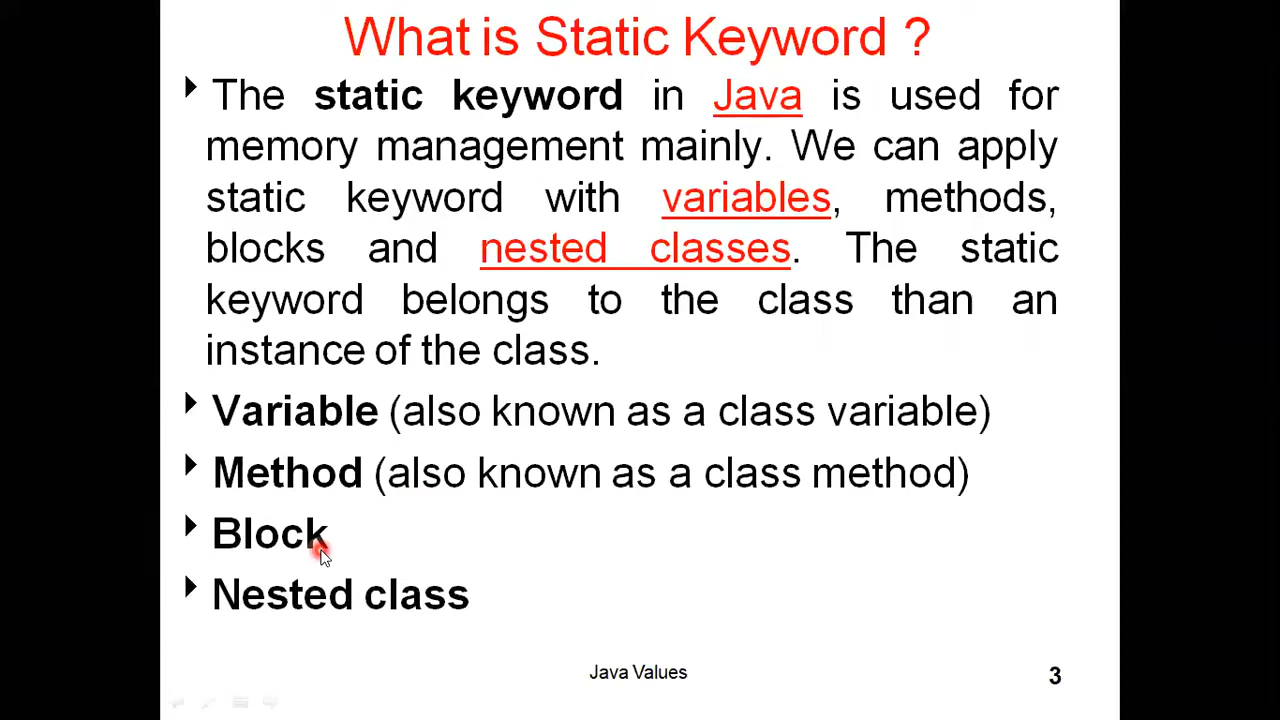 What is Static Keyword ?
The static keyword in Java is used for
memory management mainly. We can apply
static keyword with variables, methods,
blocks and nested classes. The static
keyword belongs to the class than an
instance of the class.
Variable (also known as a class variable)
Method (also known as a class method)
Block
Nested class
Java Values
3